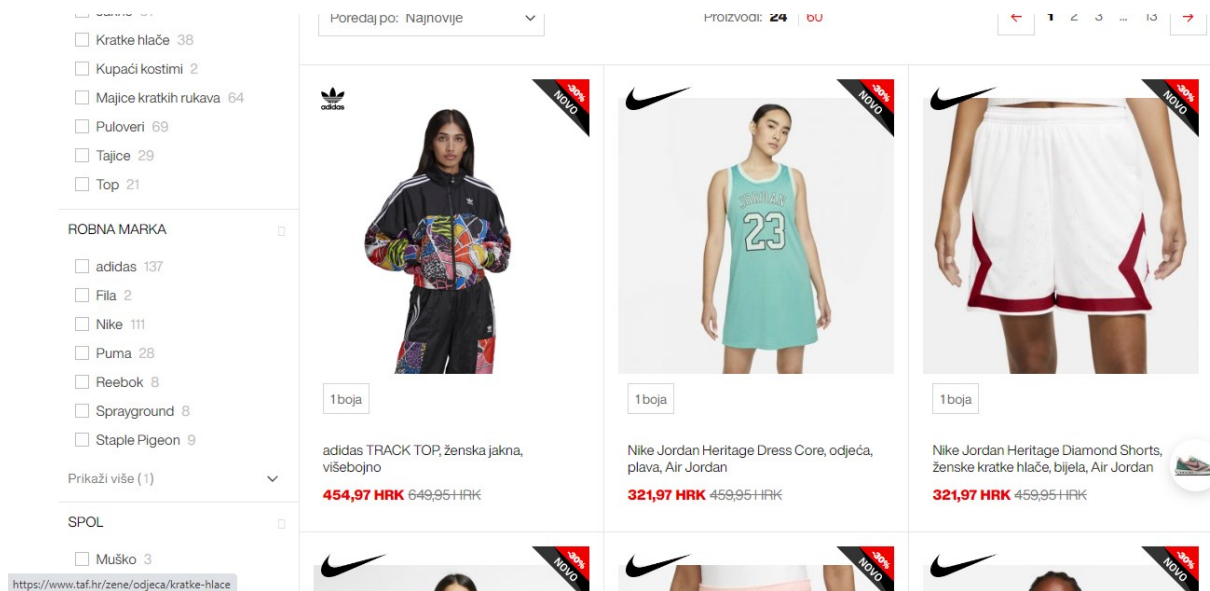 Poredaj po: Najnovije
Proizvodi: 24 | 60
← 1 2 3 ... 13 →
Kratke hlače 38
Kupaći kostimi 2
Majice kratkih rukava 64
Puloveri 69
Tajice 29
Top 21
ROBNA MARKA
adidas 137
Fila 2
Nike 111
Puma 28
Reebok 8
Sprayground 8
Staple Pigeon 9
Prikaži više (1)
SPOL
Muško 3
https://www.taf.hr/zene/odjeca/kratke-hlace
adidas
-30%
NOVO
1 boja
adidas TRACK TOP, ženska jakna,
višebojno
454,97 HRK 649,95 HRK
-30%
NOVO
JORDAN
23
1 boja
Nike Jordan Heritage Dress Core, odjeća,
plava, Air Jordan
321,97 HRK 459,95 HRK
-30%
NOVO
1 boja
Nike Jordan Heritage Diamond Shorts,
ženske kratke hlače, bijela, Air Jordan
321,97 HRK 459,95 HRK
-30%
NOVO
-30%
NOVO
-30%
NOVO